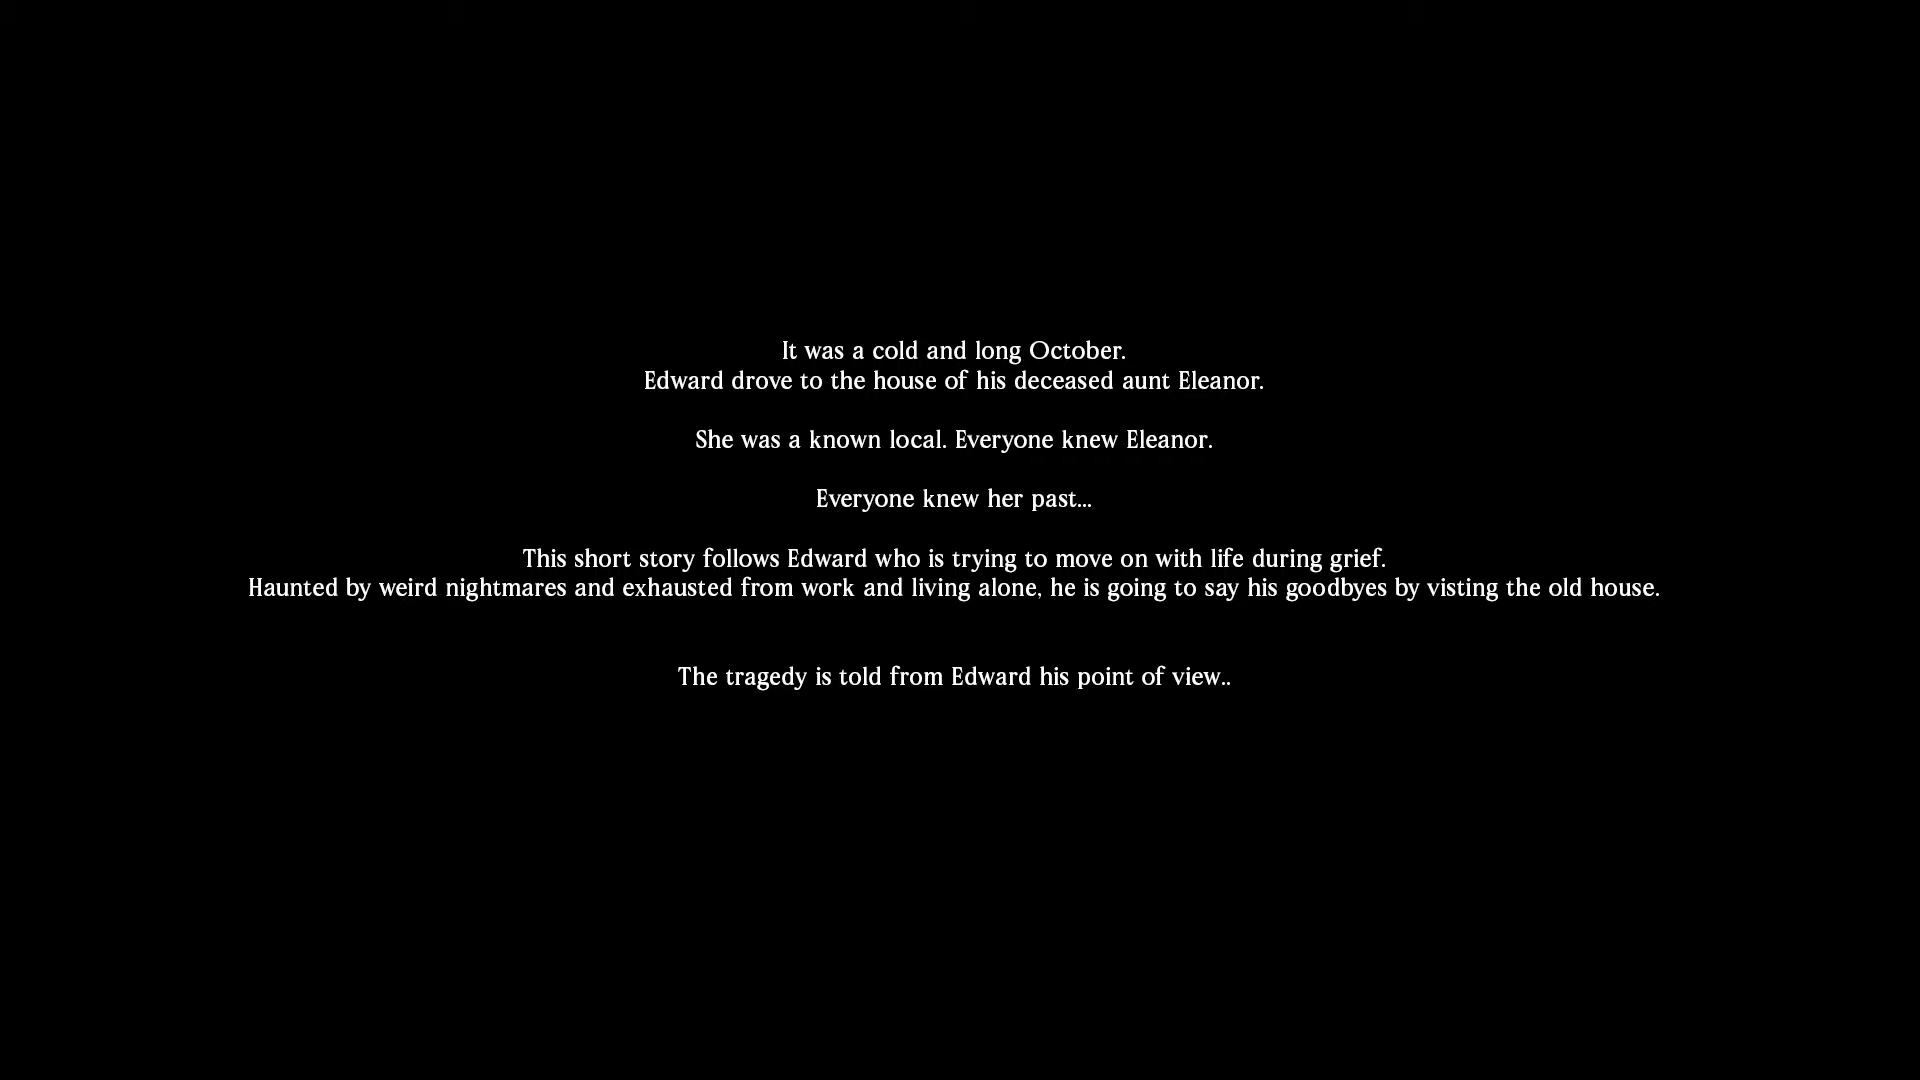 It was a cold and long October.
Edward drove to the house of his deceased aunt Eleanor.
She was a known local. Everyone knew Eleanor.
Everyone knew her past...
This short story follows Edward who is trying to move on with life during grief.
Haunted by weird nightmares and exhausted from work and living alone, he is going to say his goodbyes by visting the old house.
The tragedy is told from Edward his point of view..